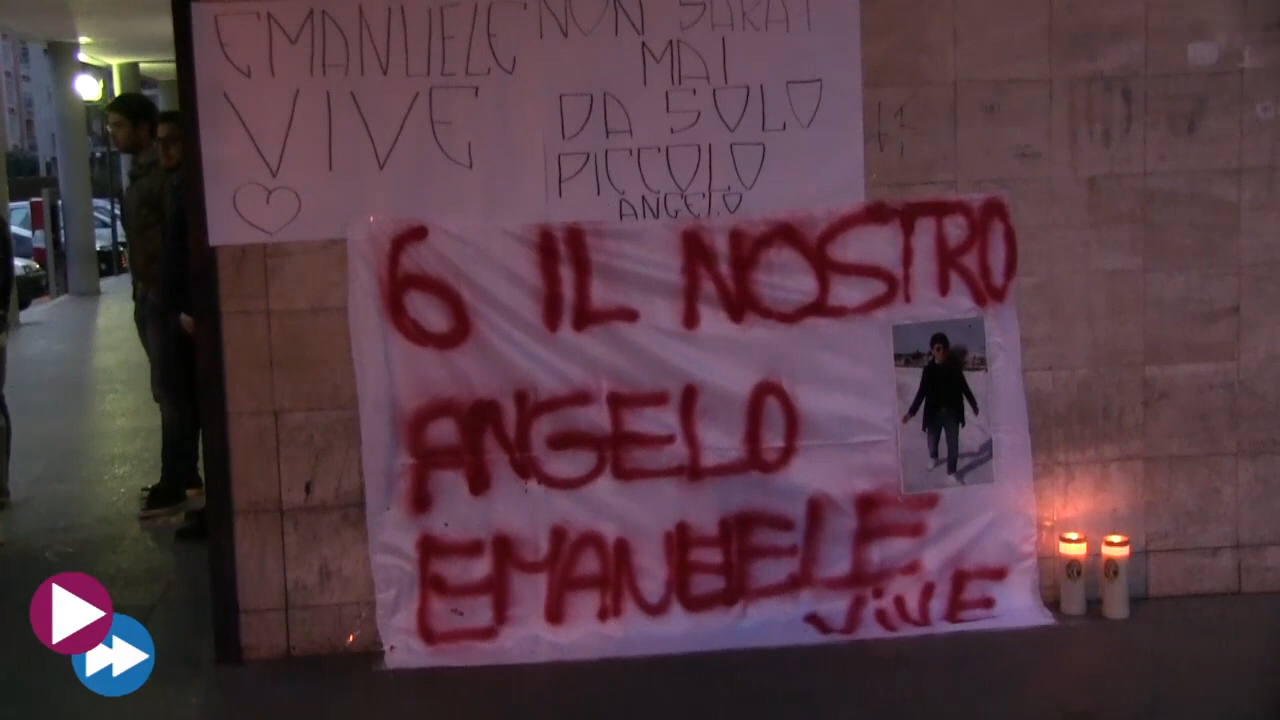 EMANUELE
VIVE
NON SARAI
MAI
DA SOLO
PICCOLO
ANGELO
6 IL NOSTRO
ANGELO
EMANUELE
ViVE